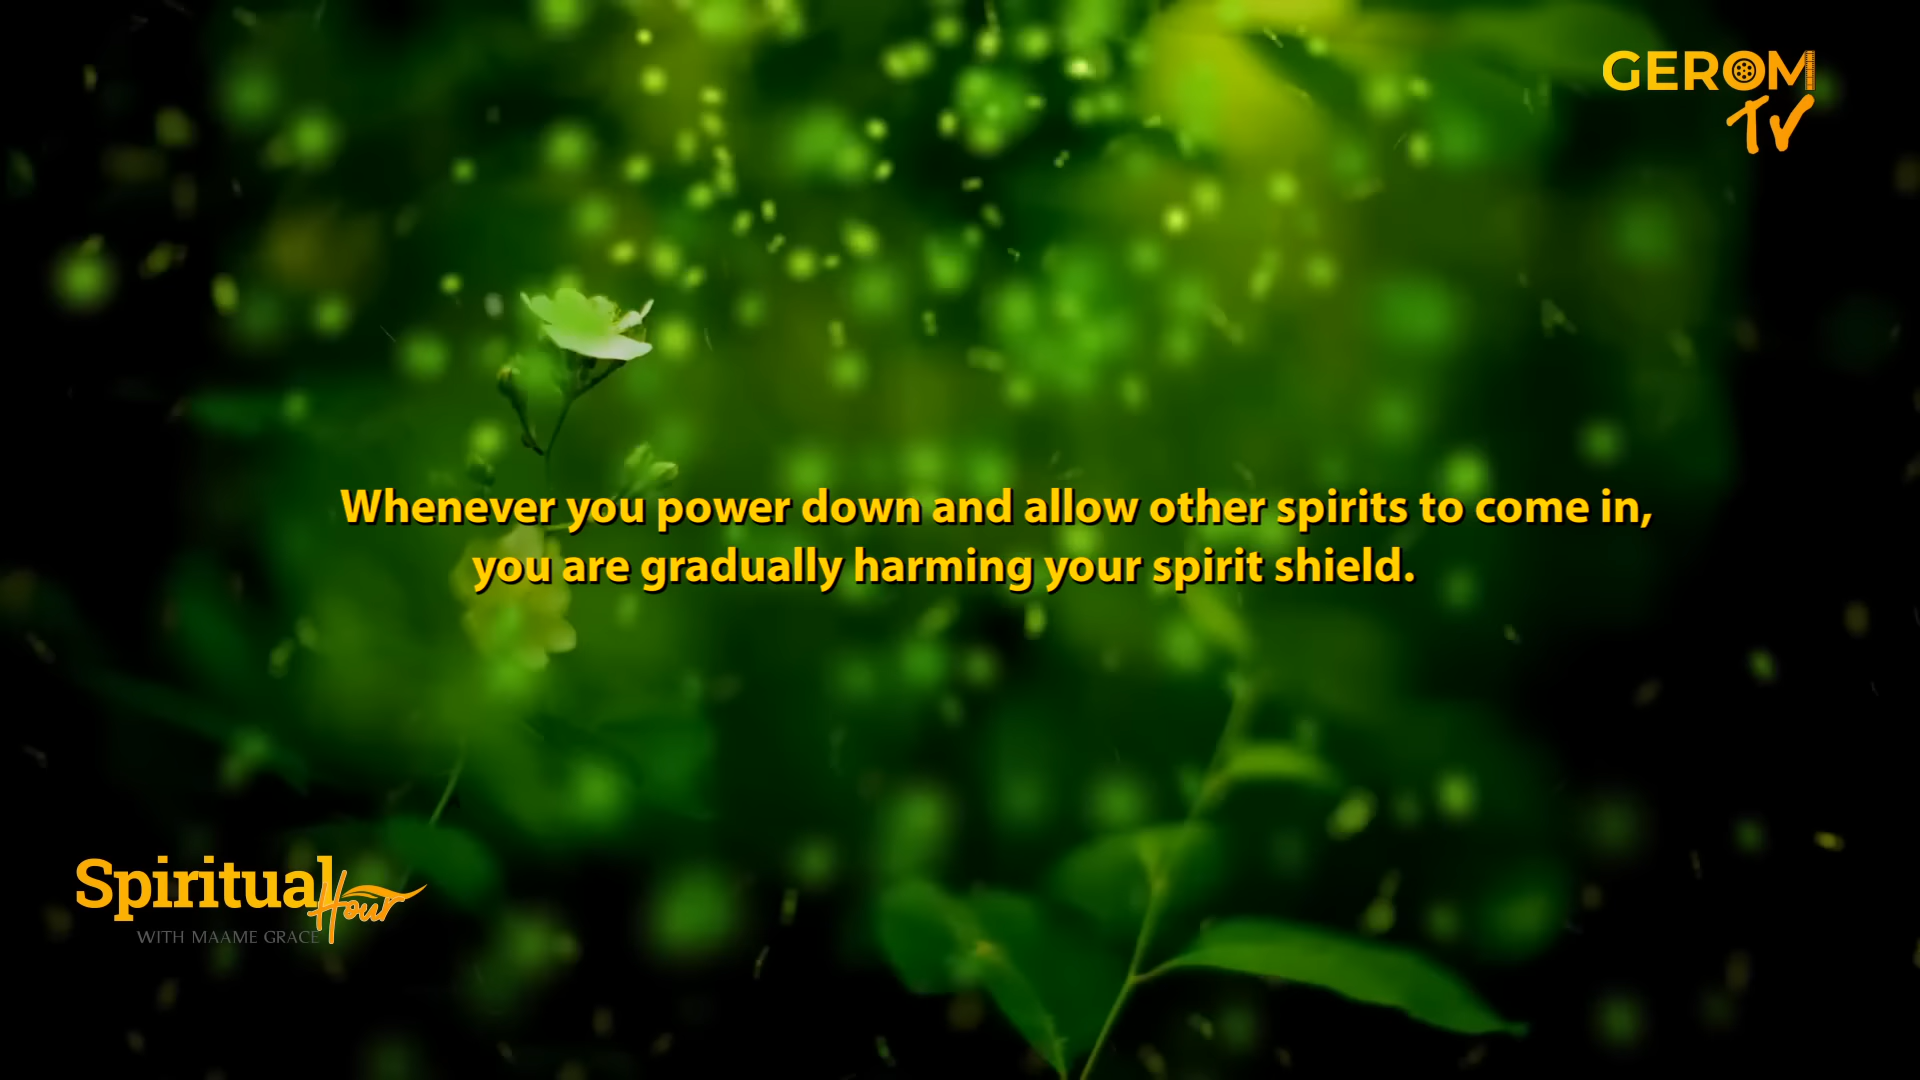 GEROM
TV
Whenever you power down and allow other spirits to come in,
you are gradually harming your spirit shield.
Spiritual
Hour
WITH MAAME GRACE